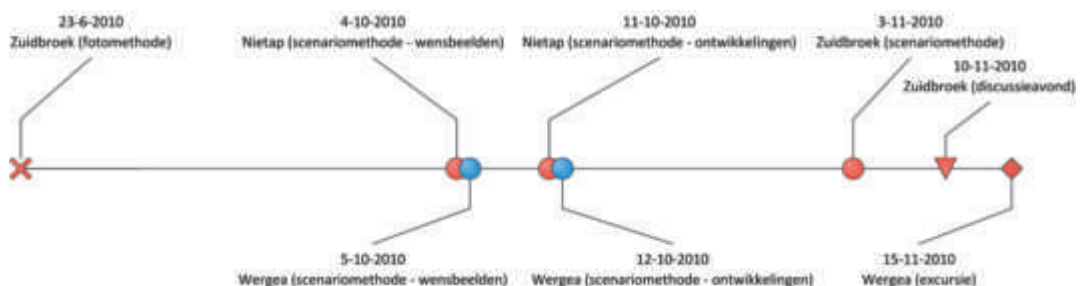 23-6-2010
Zuidbroek (fotomethode)
4-10-2010
Nietap (scenariomethode - wensbeelden)
11-10-2010
Nietap (scenariomethode - ontwikkelingen)
3-11-2010
Zuidbroek (scenariomethode)
10-11-2010
Zuidbroek (discussieavond)
5-10-2010
Wergea (scenariomethode - wensbeelden)
12-10-2010
Wergea (scenariomethode - ontwikkelingen)
15-11-2010
Wergea (excursie)